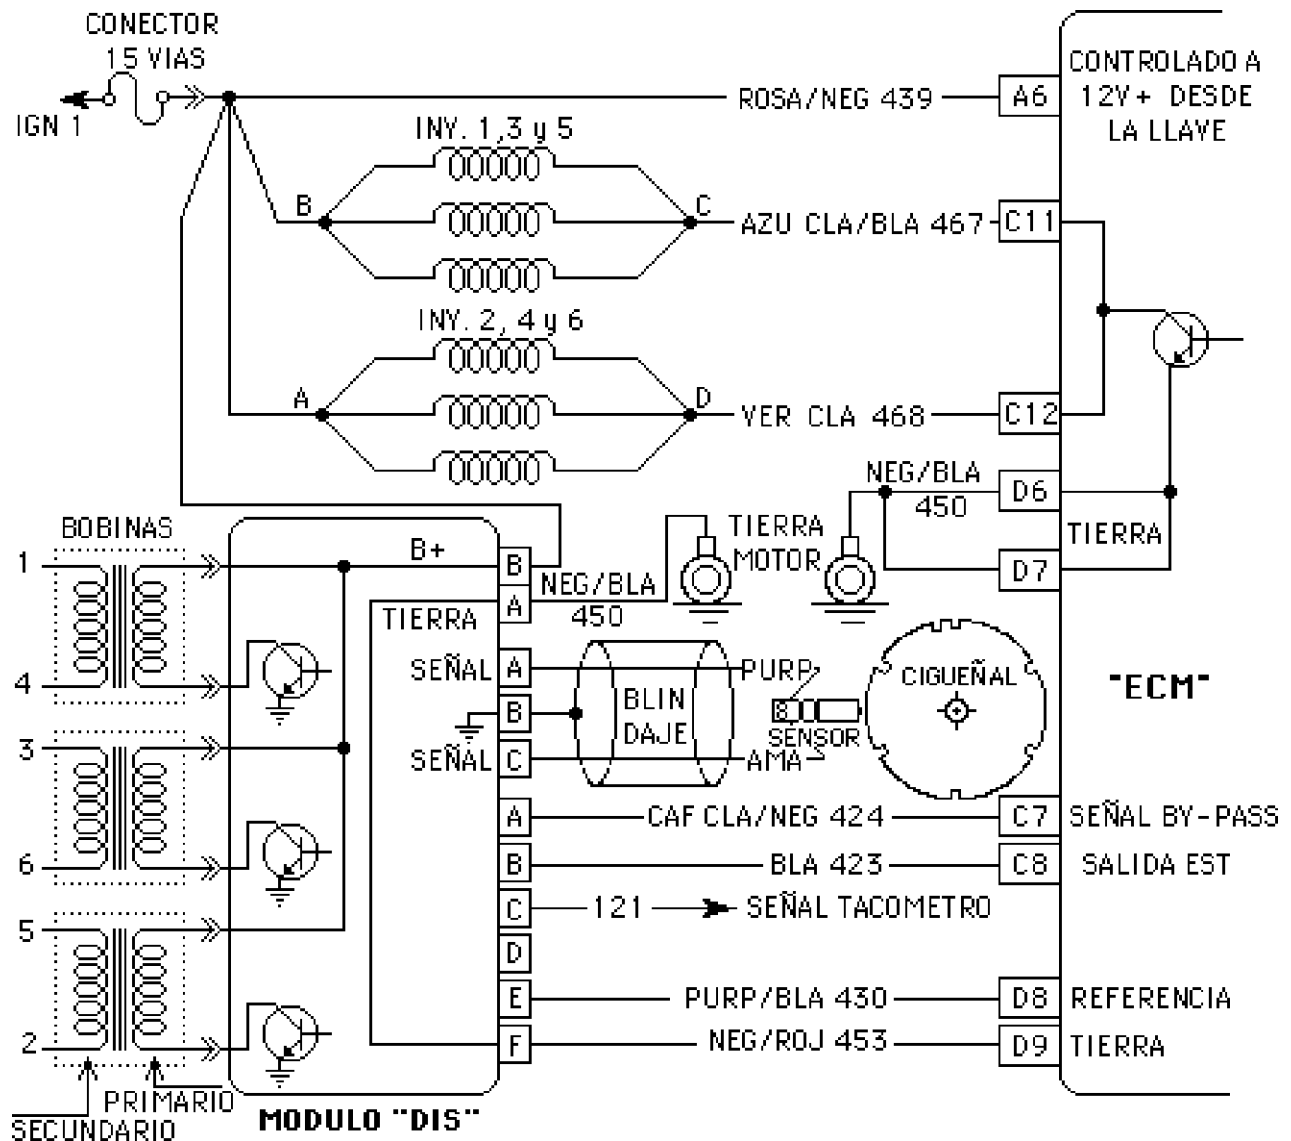 CONECTOR
15 VIAS
IGN 1
ROSA/NEG 439
A6
CONTROLADO A
12V+ DESDE
LA LLAVE
INY. 1,3 y 5
B
C
AZU CLA/BLA 467
C11
INY. 2, 4 y 6
A
D
VER CLA 468
C12
NEG/BLA
450
D6
TIERRA
D7
BOBINAS
1
4
3
6
5
2
B+
B
A
TIERRA
NEG/BLA
450
TIERRA
MOTOR
SEÑAL
A
PURP
B
BLIN
DAJE
SEÑAL
C
AMA
8
SENSOR
CIGUEÑAL
"ECM"
A
CAF CLA/NEG 424
C7
SEÑAL BY-PASS
B
BLA 423
C8
SALIDA EST
C
121
SEÑAL TACOMETRO
D
E
PURP/BLA 430
D8
REFERENCIA
F
NEG/ROJ 453
D9
TIERRA
PRIMARIO
SECUNDARIO
MODULO "DIS"